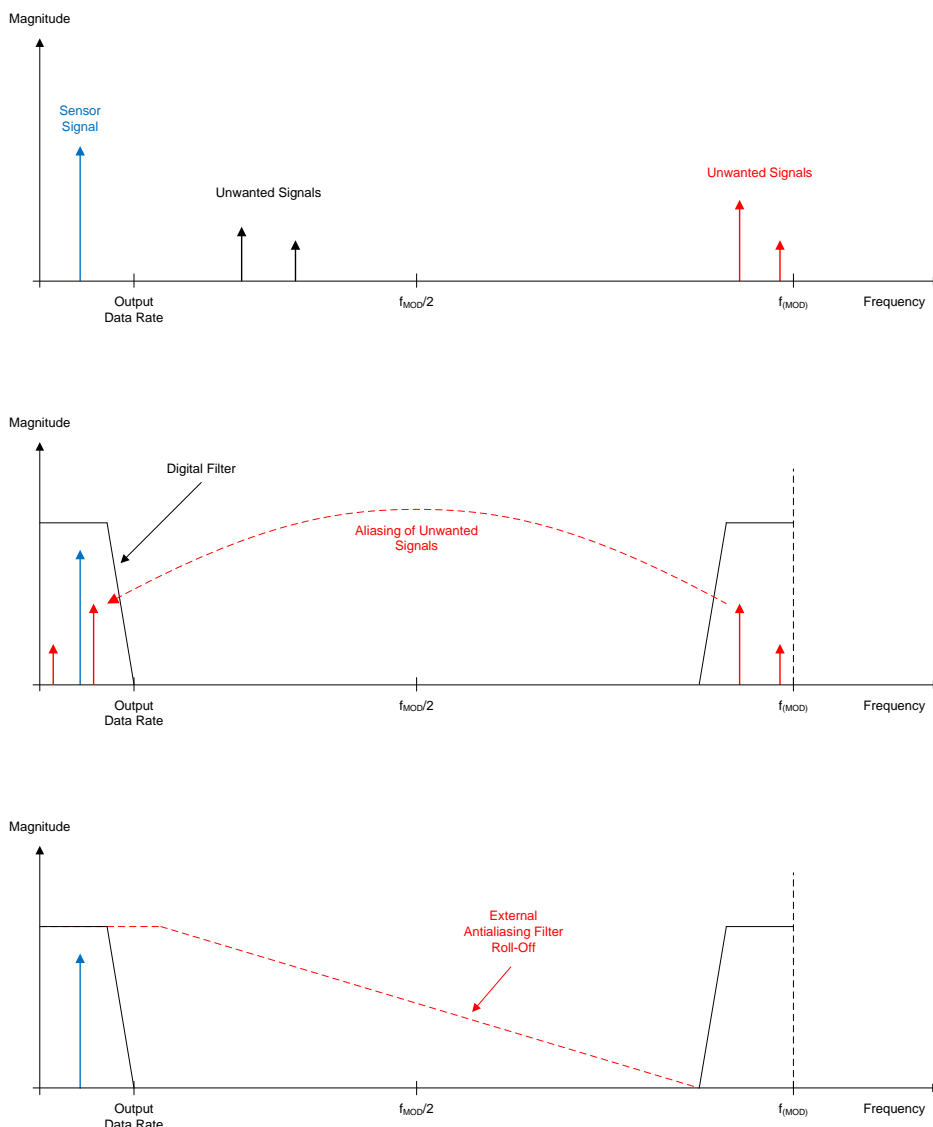 Magnitude
Sensor
Signal
Unwanted Signals
Unwanted Signals
Output
Data Rate
fMOD/2
f(MOD)
Frequency
Magnitude
Digital Filter
Aliasing of Unwanted
Signals
Output
Data Rate
fMOD/2
f(MOD)
Frequency
Magnitude
External
Antialiasing Filter
Roll-Off
Output
Data Rate
fMOD/2
f(MOD)
Frequency